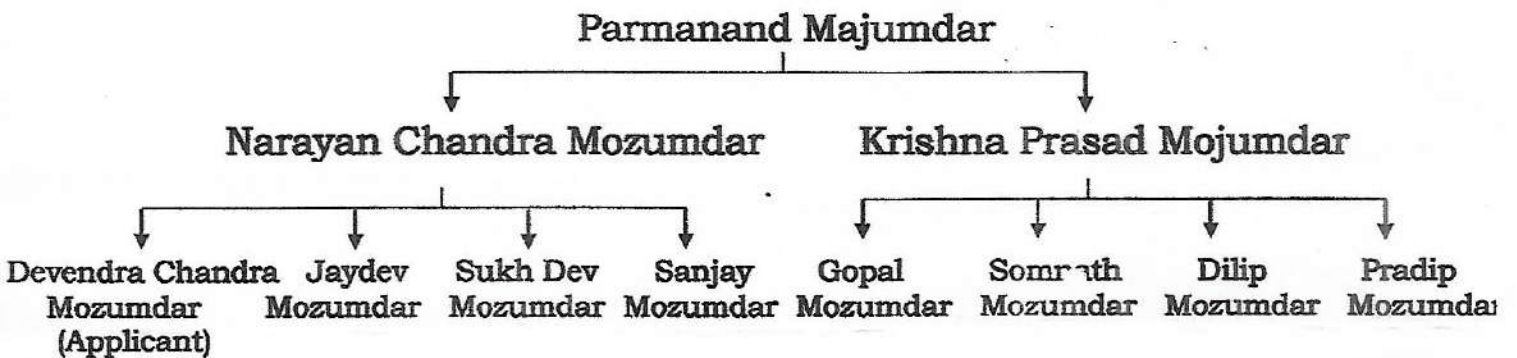 Parmanand Majumdar
Narayan Chandra Mozumdar Krishna Prasad Mojumdar
Devendra Chandra Jaydev Sukh Dev Sanjay Gopal Dilip Pradip
Mozumdar Mozumdar Mozumdar Mozumdar Mozumdar Mozumdar Mozumdar
(Applicant)